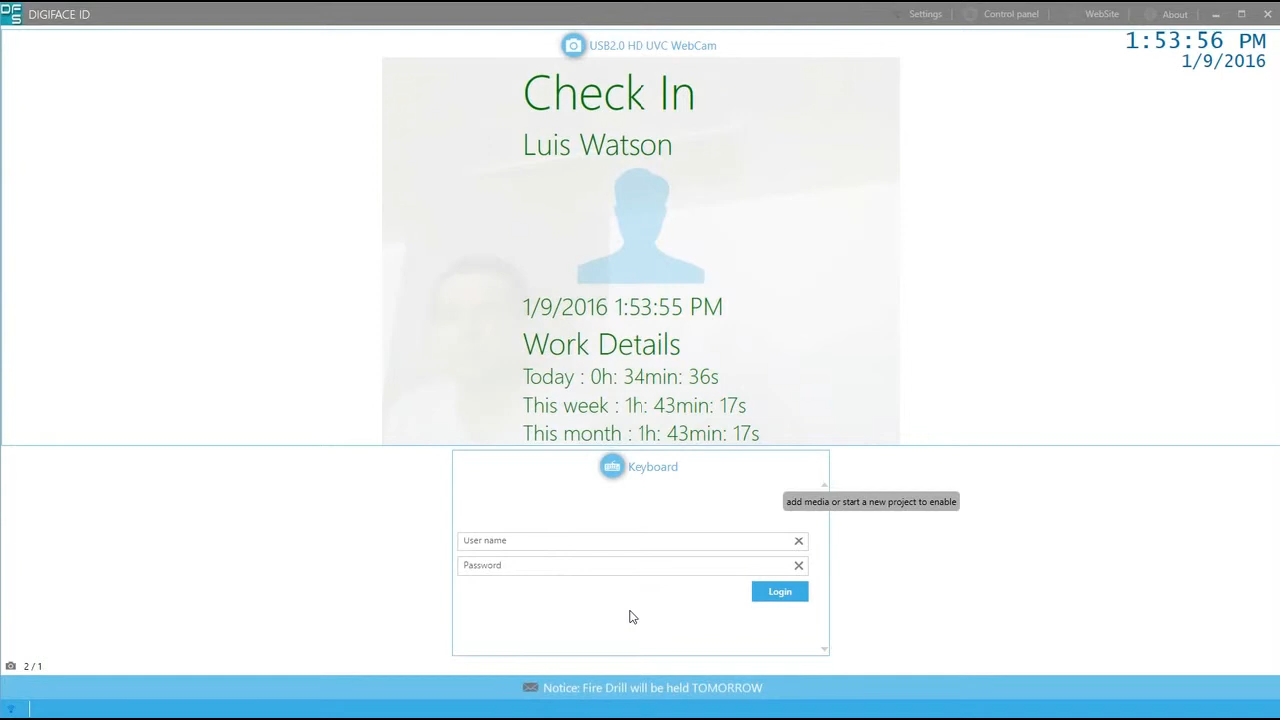 DFS DIGIFACE ID
Settings
Control panel
WebSite
About
USB2.0 HD UVC WebCam
1:53:56 PM
1/9/2016
Check In
Luis Watson
1/9/2016 1:53:55 PM
Work Details
Today : 0h: 34min: 36s
This week : 1h: 43min: 17s
This month : 1h: 43min: 17s
Keyboard
add media or start a new project to enable
User name
Password
Login
2 / 1
Notice: Fire Drill will be held TOMORROW